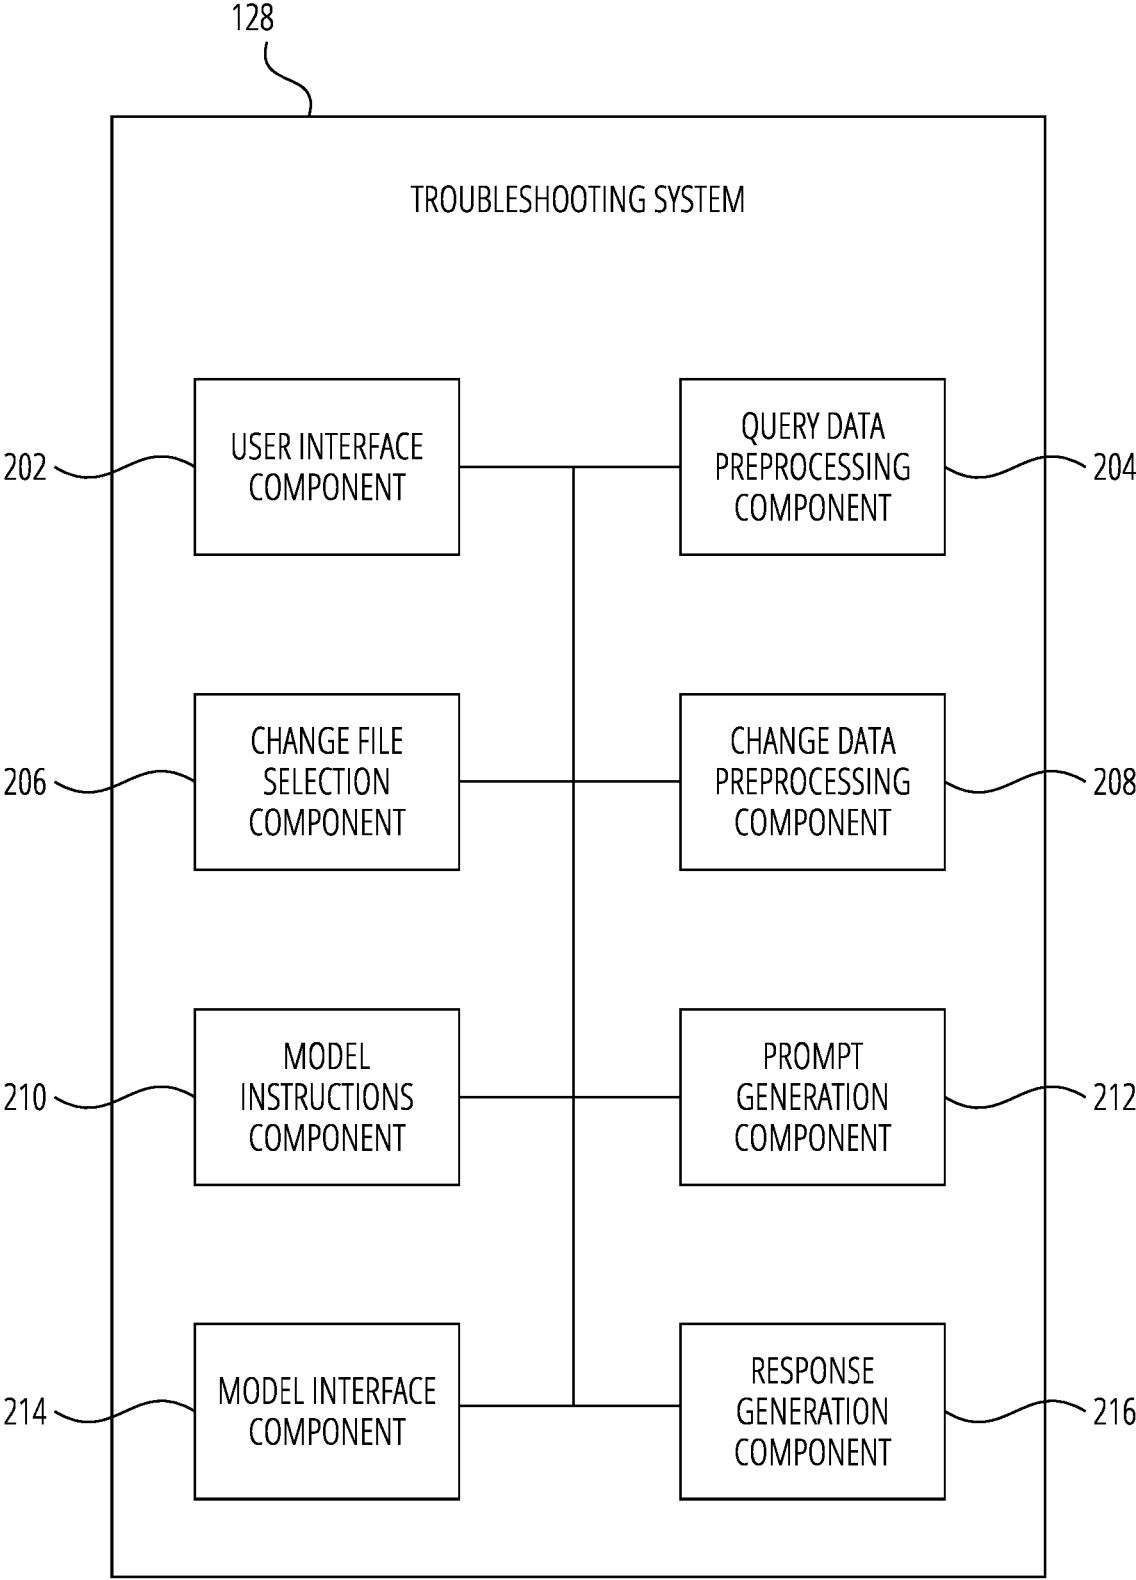 128
TROUBLESHOOTING SYSTEM
202
USER INTERFACE
COMPONENT
QUERY DATA
PREPROCESSING
COMPONENT
204
206
CHANGE FILE
SELECTION
COMPONENT
CHANGE DATA
PREPROCESSING
COMPONENT
208
210
MODEL
INSTRUCTIONS
COMPONENT
PROMPT
GENERATION
COMPONENT
212
214
MODEL INTERFACE
COMPONENT
RESPONSE
GENERATION
COMPONENT
216